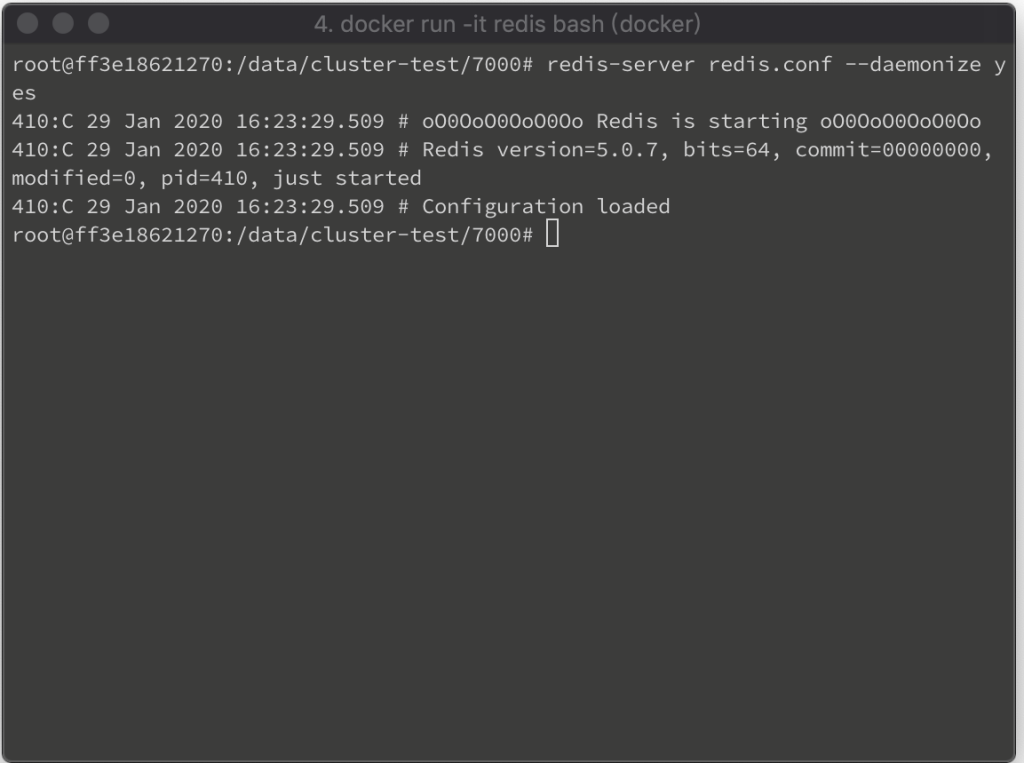 4. docker run -it redis bash (docker)
root@ff3e18621270:/data/cluster-test/7000# redis-server redis.conf --daemonize y
es
410:C 29 Jan 2020 16:23:29.509 # oO0OoO0OoO0Oo Redis is starting oO0OoO0OoO0Oo
410:C 29 Jan 2020 16:23:29.509 # Redis version=5.0.7, bits=64, commit=00000000,
modified=0, pid=410, just started
410:C 29 Jan 2020 16:23:29.509 # Configuration loaded
root@ff3e18621270:/data/cluster-test/7000#